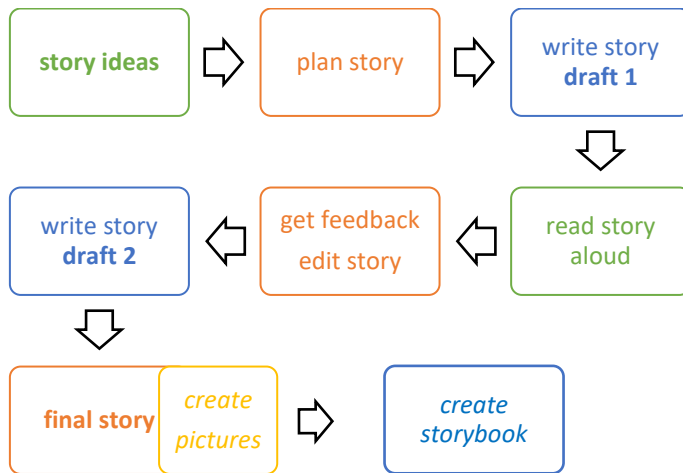 story ideas
plan story
write story
draft 1
read story
aloud
get feedback
edit story
write story
draft 2
final story
create
pictures
create
storybook